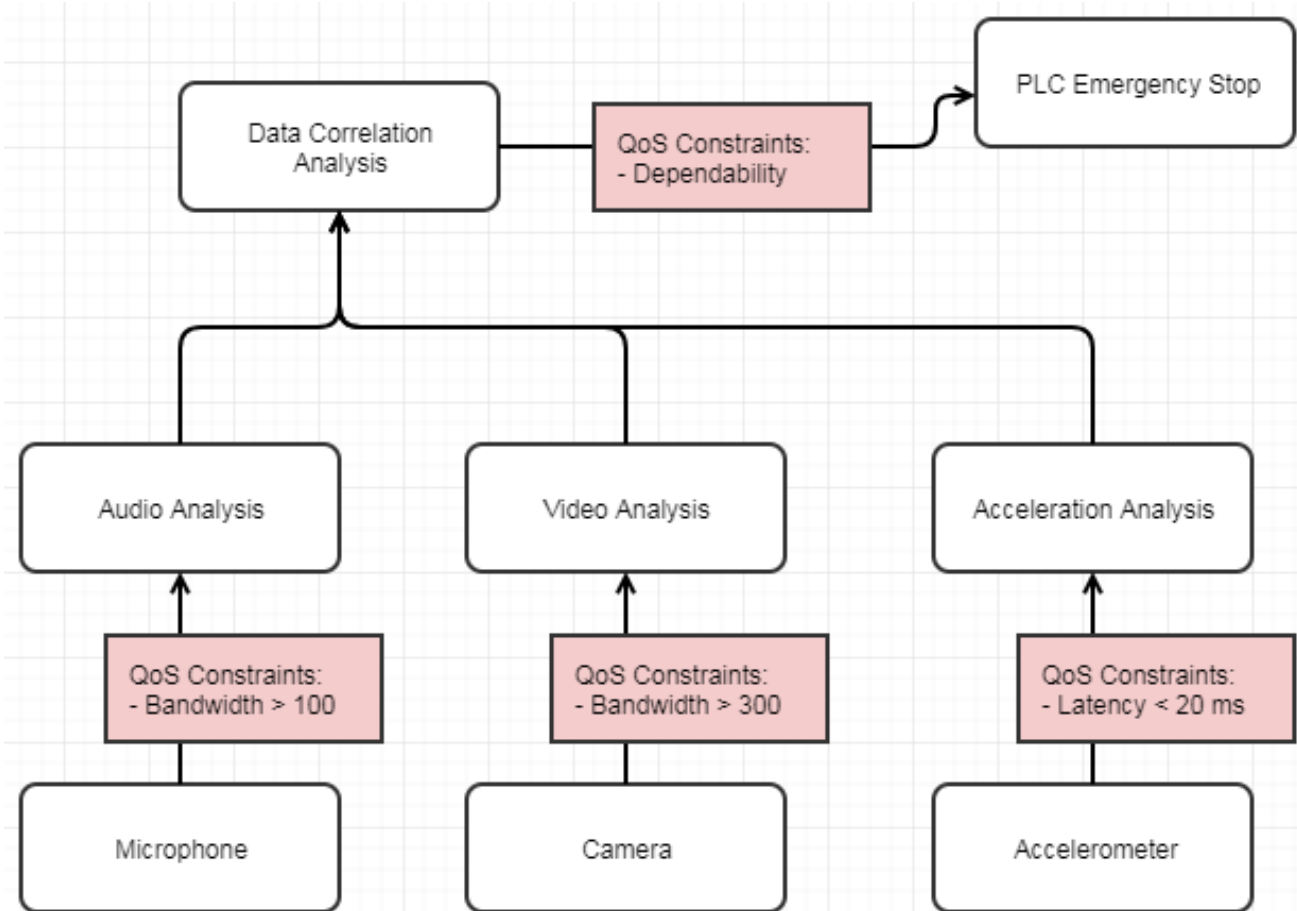 PLC Emergency Stop
Data Correlation
Analysis
QoS Constraints:
- Dependability
Audio Analysis
Video Analysis
Acceleration Analysis
QoS Constraints:
- Bandwidth > 100
QoS Constraints:
- Bandwidth > 300
QoS Constraints:
- Latency < 20 ms
Microphone
Camera
Accelerometer